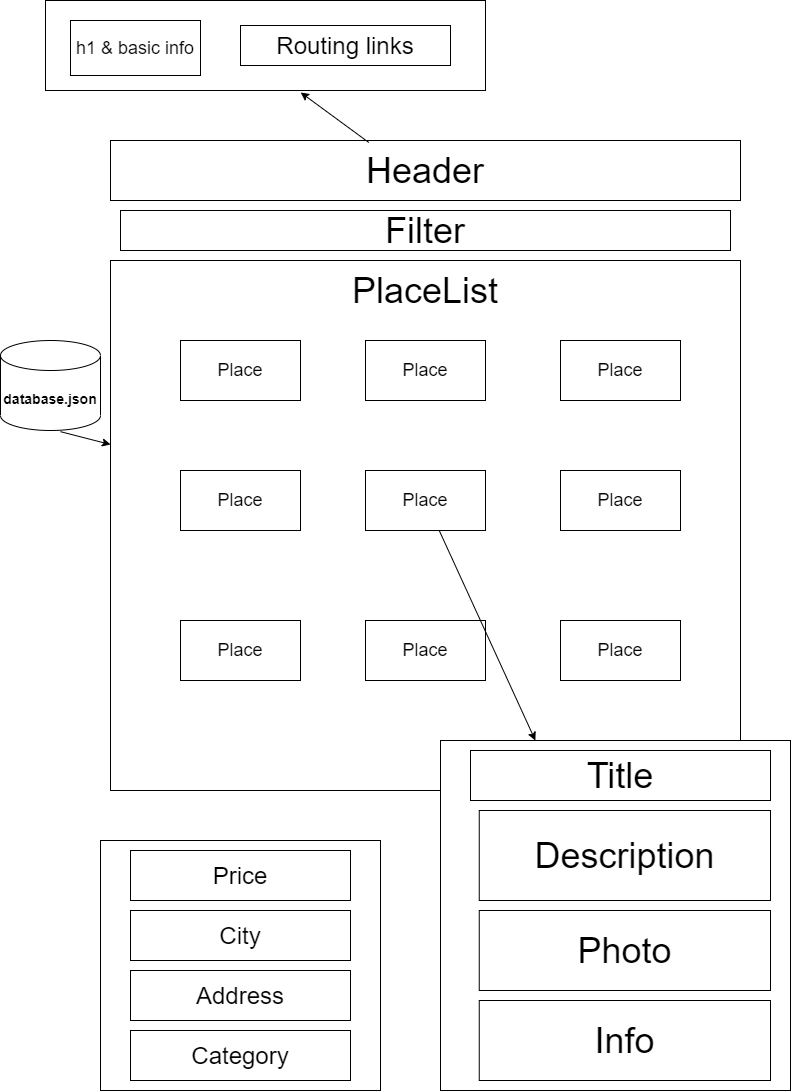 h1 & basic info
Routing links
Header
Filter
PlaceList
database.json
Place
Place
Place
Place
Place
Place
Place
Place
Place
Title
Description
Photo
Info
Price
City
Address
Category